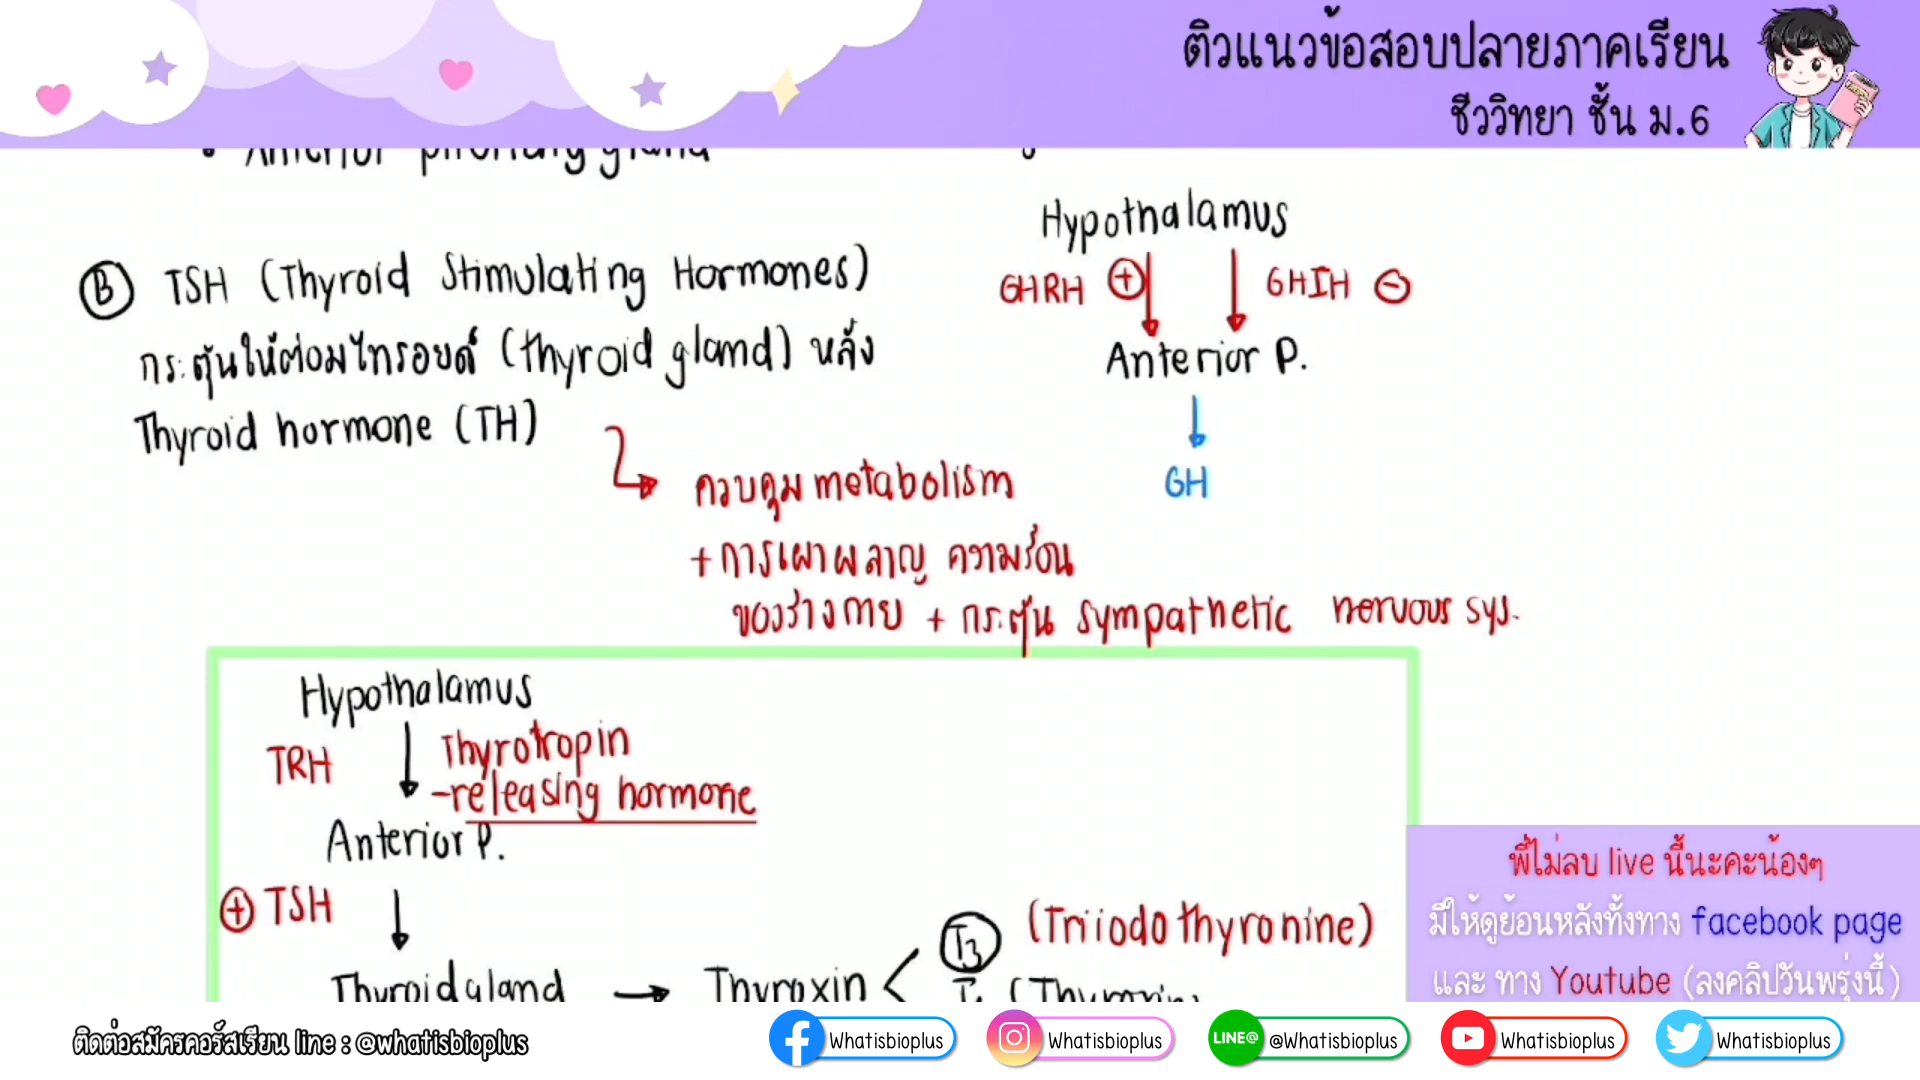 ติวแนวข้อสอบปลายภาคเรียน
ชีววิทยา ชั้น ม.6
• Anterior pituitary gland
Ⓑ TSH (Thyroid Stimulating Hormones)
กระตุ้นให้ต่อมไทรอยด์ (thyroid gland) หลั่ง
Thyroid hormone (TH)
ควบคุม metabolism
+ การเผาผลาญ ความร้อน
ของร่างกาย + กระตุ้น sympathetic nervous sys.
Hypothalamus
GHRH ⊕ GHIH ⊖
Anterior P.
GH
Hypothalamus
TRH Thyrotropin
-releasing hormone
Anterior P.
⊕ TSH
Thyroid gland → Thyroxin <
T3 (Triiodothyronine)
T4 (Thyroxin)
พี่ไม่ลบ live นี้นะคะน้องๆ
มีให้ดูย้อนหลังทั้งทาง facebook page
และ ทาง Youtube (ลงคลิปวันพรุ่งนี้)
ติดต่อสมัครคอร์สเรียน line : @whatisbioplus
Whatisbioplus
Whatisbioplus
LINE@ @Whatisbioplus
Whatisbioplus
Whatisbioplus